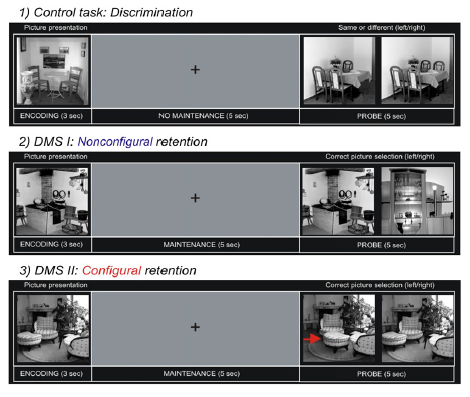 1) Control task: Discrimination
Picture presentation Same or different (left/right)
ENCODING (3 sec) NO MAINTENANCE (5 sec) PROBE (5 sec)
2) DMS I: Nonconfigural retention
Picture presentation Correct picture selection (left/right)
ENCODING (3 sec) MAINTENANCE (5 sec) PROBE (5 sec)
3) DMS II: Configural retention
Picture presentation Correct picture selection (left/right)
ENCODING (3 sec) MAINTENANCE (5 sec) PROBE (5 sec)